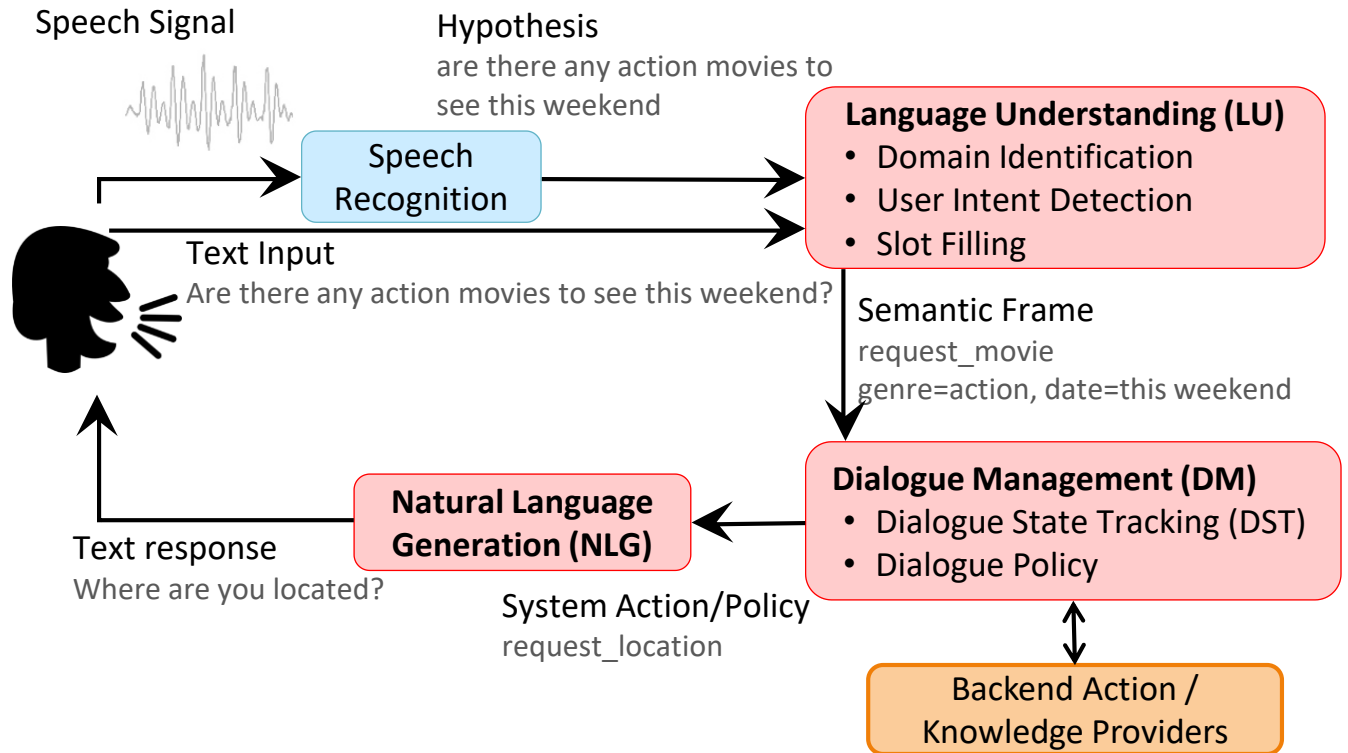 Speech Signal
Hypothesis
are there any action movies to
see this weekend
Speech
Recognition
Language Understanding (LU)
• Domain Identification
• User Intent Detection
• Slot Filling
Text Input
Are there any action movies to see this weekend?
Semantic Frame
request_movie
genre=action, date=this weekend
Dialogue Management (DM)
• Dialogue State Tracking (DST)
• Dialogue Policy
Natural Language
Generation (NLG)
Text response
Where are you located?
System Action/Policy
request_location
Backend Action /
Knowledge Providers